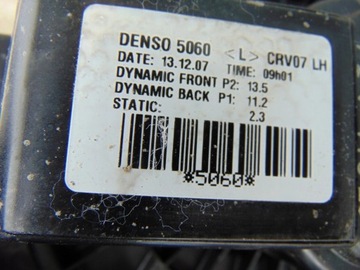 DENSO 5060 <L> CRV07 LH
DATE: 13.12.07 TIME: 09h01
DYNAMIC FRONT P2: 13.5
DYNAMIC BACK P1: 11.2
STATIC: 2.3
*5060*